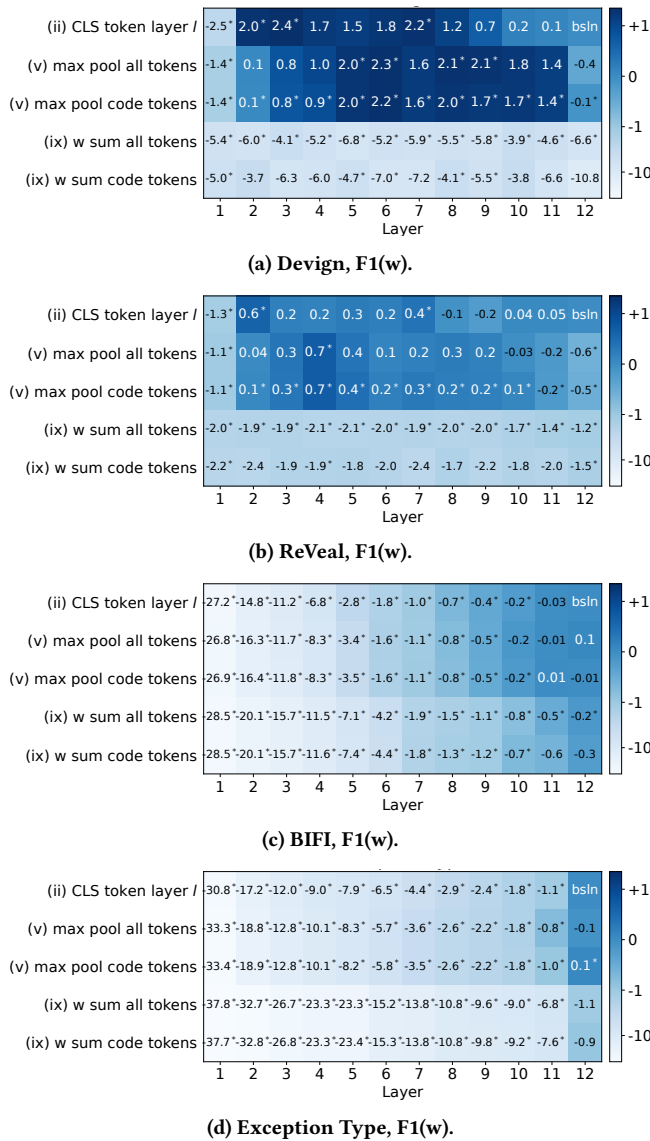 (ii) CLS token layer l -2.5* 2.0* 2.4* 1.7 1.5 1.8 2.2* 1.2 0.7 0.2 0.1 bsln +1
(v) max pool all tokens -1.4* 0.1 0.8 1.0 2.0* 2.3* 1.6 2.1* 2.1* 1.8 1.4 -0.4 0
(v) max pool code tokens -1.4* 0.1* 0.8* 0.9* 2.0* 2.2* 1.6* 2.0* 1.7* 1.7* 1.4* -0.1* -1
(ix) w sum all tokens -5.4* -6.0* -4.1* -5.2* -6.8* -5.2* -5.9* -5.5* -5.8* -3.9* -4.6* -6.6*
(ix) w sum code tokens -5.0* -3.7 -6.3 -6.0 -4.7* -7.0* -7.2 -4.1* -5.5* -3.8 -6.6 -10.8 -10
1 2 3 4 5 6 7 8 9 10 11 12
Layer
(a) Devign, F1(w).
(ii) CLS token layer l -1.3* 0.6* 0.2 0.2 0.3 0.2 0.4* -0.1 -0.2 0.04 0.05 bsln +1
(v) max pool all tokens -1.1* 0.04 0.3 0.7* 0.4 0.1 0.2 0.3 0.2 -0.03 -0.2 -0.6* 0
(v) max pool code tokens -1.1* 0.1* 0.3* 0.7* 0.4* 0.2* 0.3* 0.2* 0.2* 0.1* -0.2* -0.5* -1
(ix) w sum all tokens -2.0* -1.9* -1.9* -2.1* -2.1* -2.0* -1.9* -2.0* -2.0* -1.7* -1.4* -1.2*
(ix) w sum code tokens -2.2* -2.4 -1.9 -1.9* -1.8 -2.0 -2.4 -1.7 -2.2 -1.8 -2.0 -1.5* -10
1 2 3 4 5 6 7 8 9 10 11 12
Layer
(b) ReVeal, F1(w).
(ii) CLS token layer l -27.2* -14.8* -11.2* -6.8* -2.8* -1.8* -1.0* -0.7* -0.4* -0.2* -0.03 bsln +1
(v) max pool all tokens -26.8* -16.3* -11.7* -8.3* -3.4* -1.6* -1.1* -0.8* -0.5* -0.2 -0.01 0.1 0
(v) max pool code tokens -26.9* -16.4* -11.8* -8.3* -3.5* -1.6* -1.1* -0.8* -0.5* -0.2* 0.01 -0.01 -1
(ix) w sum all tokens -28.5* -20.1* -15.7* -11.5* -7.1* -4.2* -1.9* -1.5* -1.1* -0.8* -0.5* -0.2*
(ix) w sum code tokens -28.5* -20.1* -15.7* -11.6* -7.4* -4.4* -1.8* -1.3* -1.2* -0.7* -0.6 -0.3 -10
1 2 3 4 5 6 7 8 9 10 11 12
Layer
(c) BIFI, F1(w).
(ii) CLS token layer l -30.8* -17.2* -12.0* -9.0* -7.9* -6.5* -4.4* -2.9* -2.4* -1.8* -1.1* bsln +1
(v) max pool all tokens -33.3* -18.8* -12.8* -10.1* -8.3* -5.7* -3.6* -2.6* -2.2* -1.8* -0.8* -0.1 0
(v) max pool code tokens -33.4* -18.9* -12.8* -10.1* -8.2* -5.8* -3.5* -2.6* -2.2* -1.8* -1.0* 0.1* -1
(ix) w sum all tokens -37.8* -32.7* -26.7* -23.3* -23.3* -15.2* -13.8* -10.8* -9.6* -9.0* -6.8* -1.1
(ix) w sum code tokens -37.7* -32.8* -26.8* -23.3* -23.4* -15.3* -13.8* -10.8* -9.8* -9.2* -7.6* -0.9 -10
1 2 3 4 5 6 7 8 9 10 11 12
Layer
(d) Exception Type, F1(w).